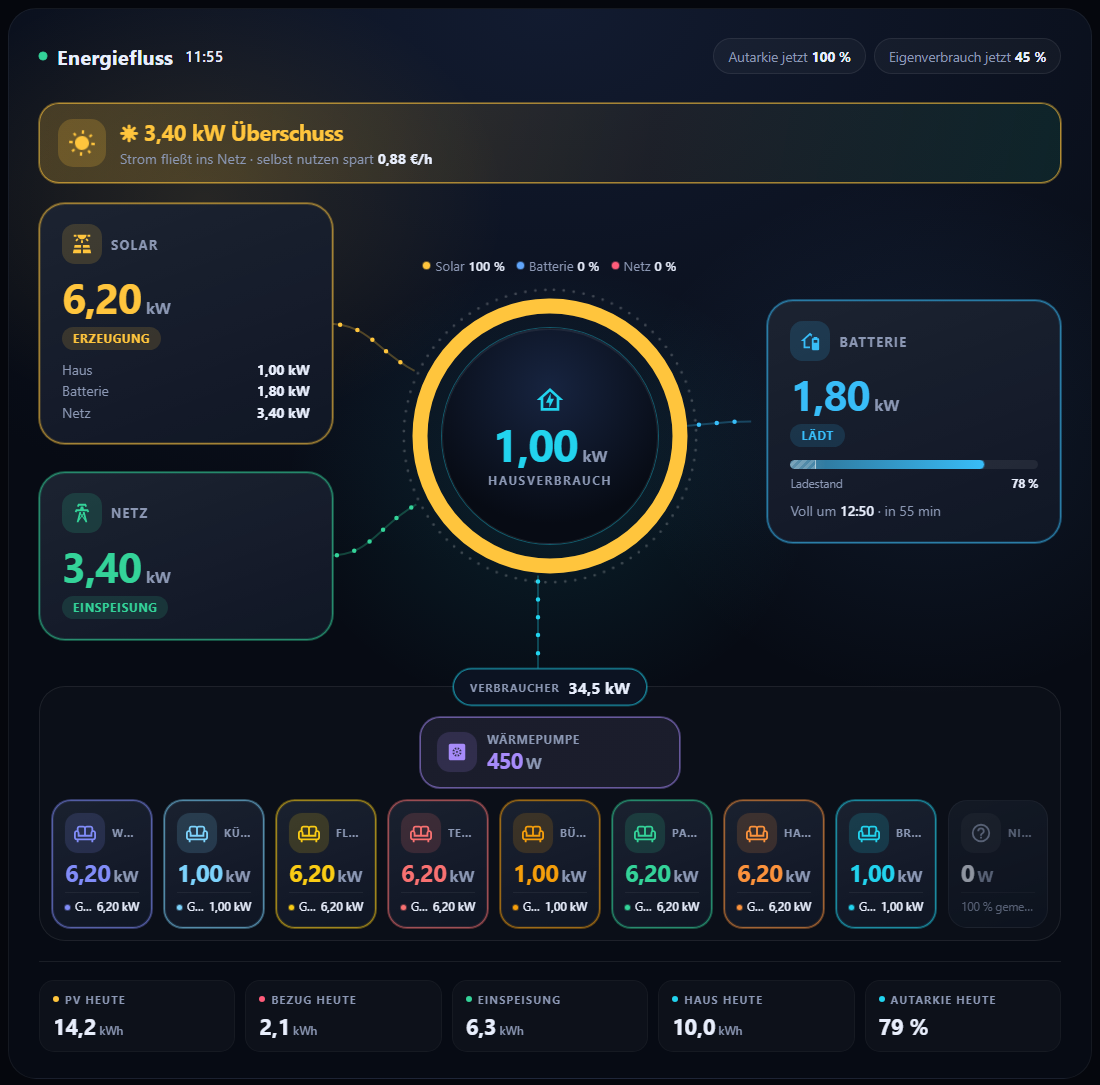 Energiefluss 11:55
Autarkie jetzt 100 %
Eigenverbrauch jetzt 45 %
☀ 3,40 kW Überschuss
Strom fließt ins Netz · selbst nutzen spart 0,88 €/h
SOLAR
6,20 kW
ERZEUGUNG
Haus 1,00 kW
Batterie 1,80 kW
Netz 3,40 kW
Solar 100 % Batterie 0 % Netz 0 %
1,00 kW
HAUSVERBRAUCH
BATTERIE
1,80 kW
LÄDT
Ladestand 78 %
Voll um 12:50 · in 55 min
NETZ
3,40 kW
EINSPEISUNG
VERBRAUCHER 34,5 kW
WÄRMEPUMPE
450 W
W...
6,20 kW
G... 6,20 kW
KÜ...
1,00 kW
G... 1,00 kW
FL...
6,20 kW
G... 6,20 kW
TE...
6,20 kW
G... 6,20 kW
BÜ...
1,00 kW
G... 1,00 kW
PA...
6,20 kW
G... 6,20 kW
HA...
6,20 kW
G... 6,20 kW
BR...
1,00 kW
G... 1,00 kW
NI...
0 W
100 % geme...
PV HEUTE
14,2 kWh
BEZUG HEUTE
2,1 kWh
EINSPEISUNG
6,3 kWh
HAUS HEUTE
10,0 kWh
AUTARKIE HEUTE
79 %